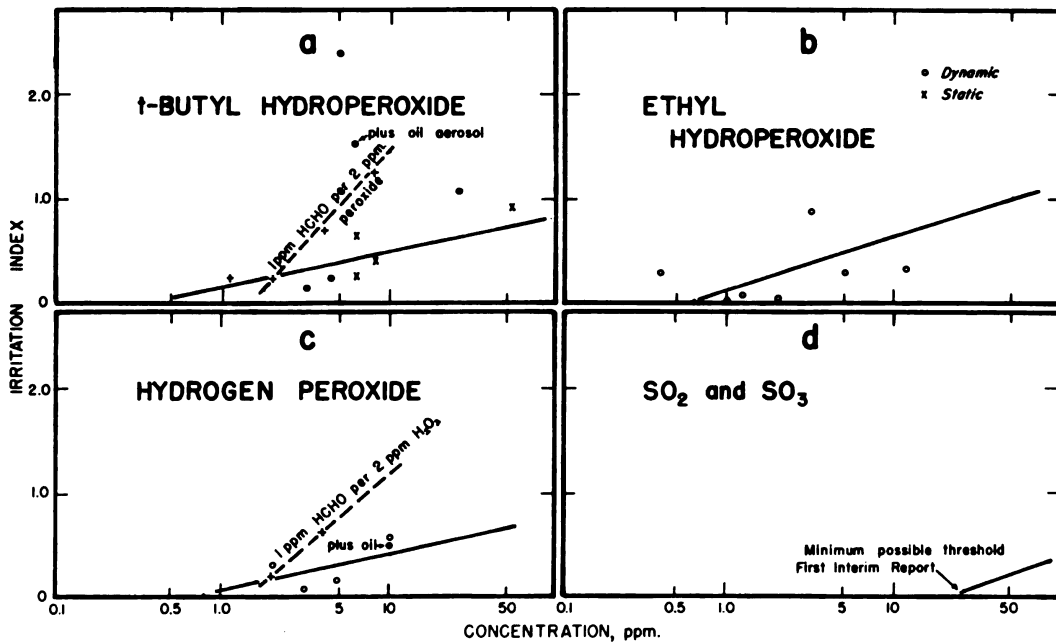 a
t-BUTYL HYDROPEROXIDE
plus oil aerosol
1ppm HCHO per 2 ppm.
peroxide
2.0
1.0
0
b
Dynamic
Static
ETHYL
HYDROPEROXIDE
c
HYDROGEN PEROXIDE
1 ppm HCHO per 2 ppm H₂O₂
plus oil
2.0
1.0
0
d
SO₂ and SO₃
Minimum possible threshold
First Interim Report
IRRITATION INDEX
0.1 0.5 1.0 5 10 50
0.1 0.5 1.0 5 10 50
CONCENTRATION, ppm.